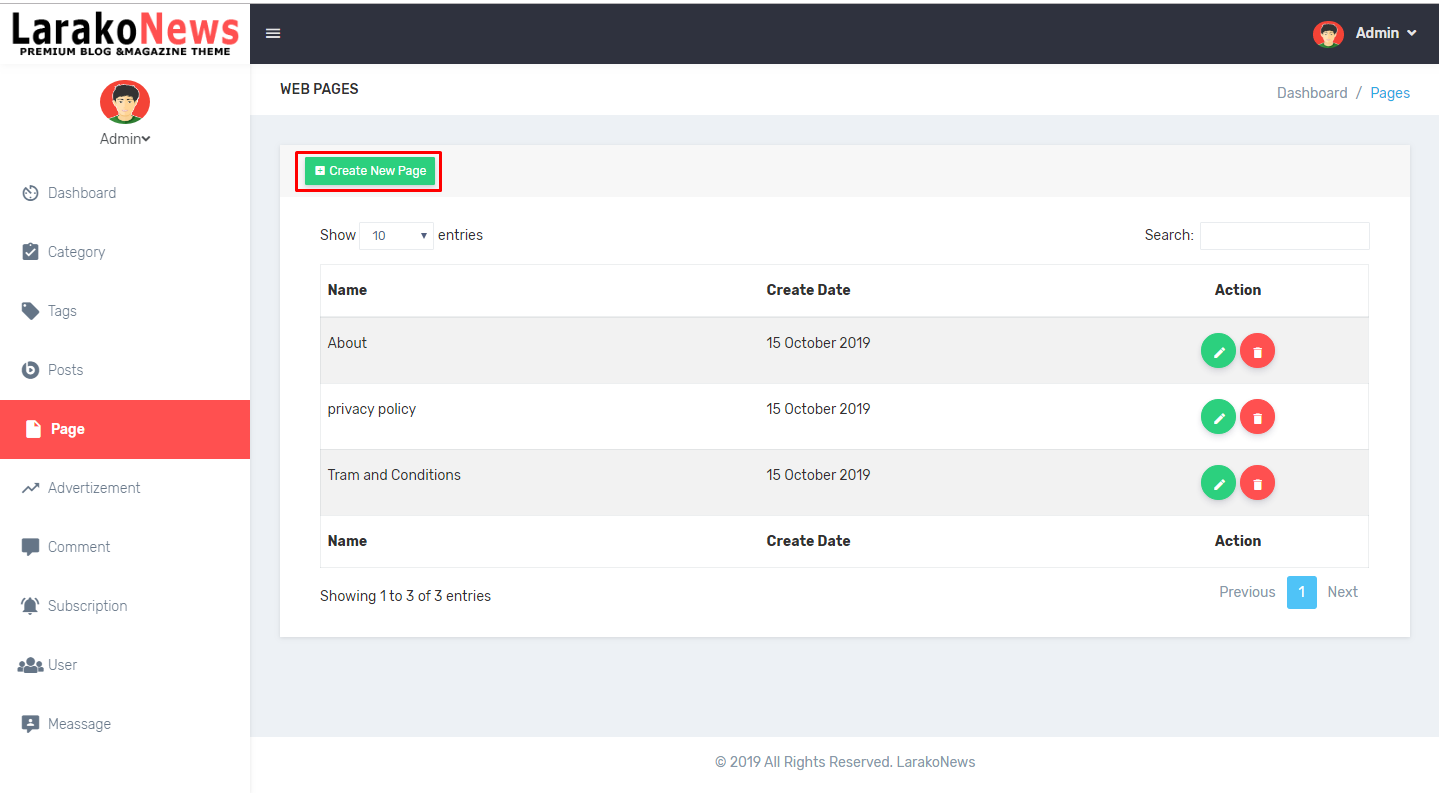 LarakoNews
PREMIUM BLOG &MAGAZINE THEME
Admin
Admin
Dashboard
Category
Tags
Posts
Page
Advertizement
Comment
Subscription
User
Meassage
WEB PAGES
Dashboard / Pages
Create New Page
Show 10 entries
Search:
Name Create Date Action
About 15 October 2019
privacy policy 15 October 2019
Tram and Conditions 15 October 2019
Name Create Date Action
Showing 1 to 3 of 3 entries
Previous 1 Next
© 2019 All Rights Reserved. LarakoNews